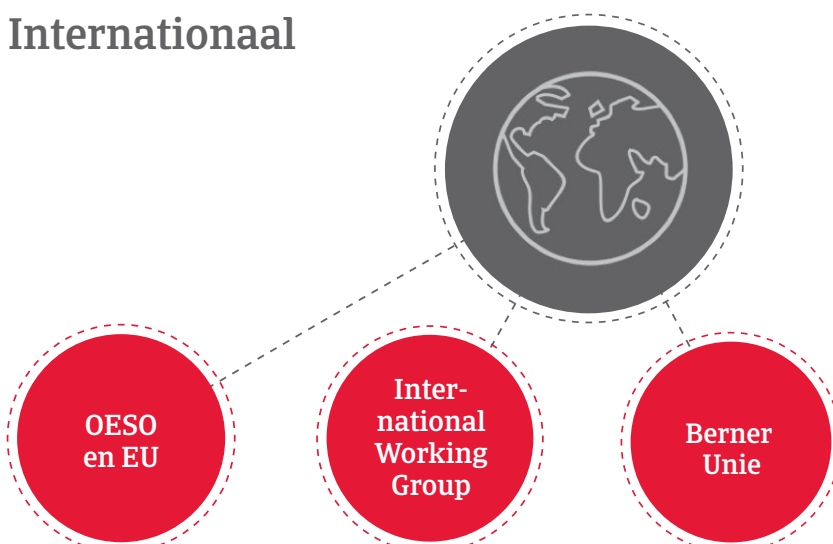 Internationaal
OESO
en EU
Inter-
national
Working
Group
Berner
Unie